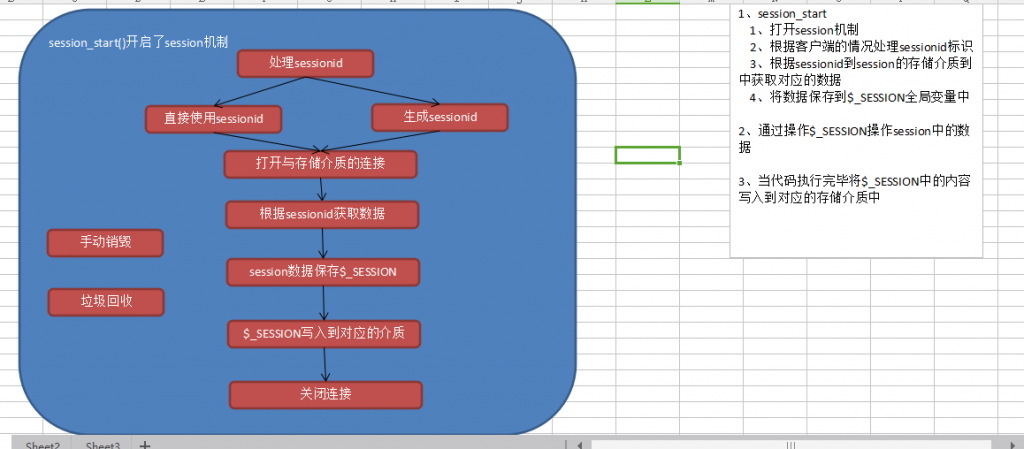 session_start()开启了session机制
处理sessionid
直接使用sessionid
生成sessionid
打开与存储介质的连接
根据sessionid获取数据
手动销毁
session数据保存$_SESSION
垃圾回收
$_SESSION写入到对应的介质
关闭连接
1、session_start
1、打开session机制
2、根据客户端的情况处理sessionid标识
3、根据sessionid到session的存储介质到
中获取对应的数据
4、将数据保存到$_SESSION全局变量中
2、通过操作$_SESSION操作session中的数
据
3、当代码执行完毕将$_SESSION中的内容
写入到对应的存储介质中
Sheet2 Sheet3